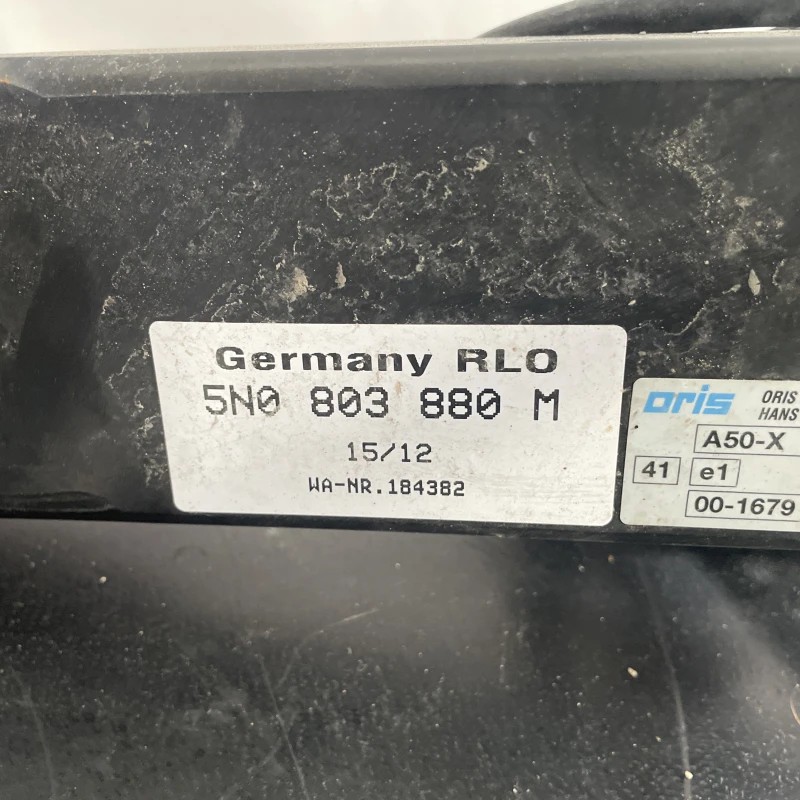 Germany RLO
5N0 803 880 M
15/12
WA-NR.184382
oris ORIS
HANS
A50-X
41 e1
00-1679